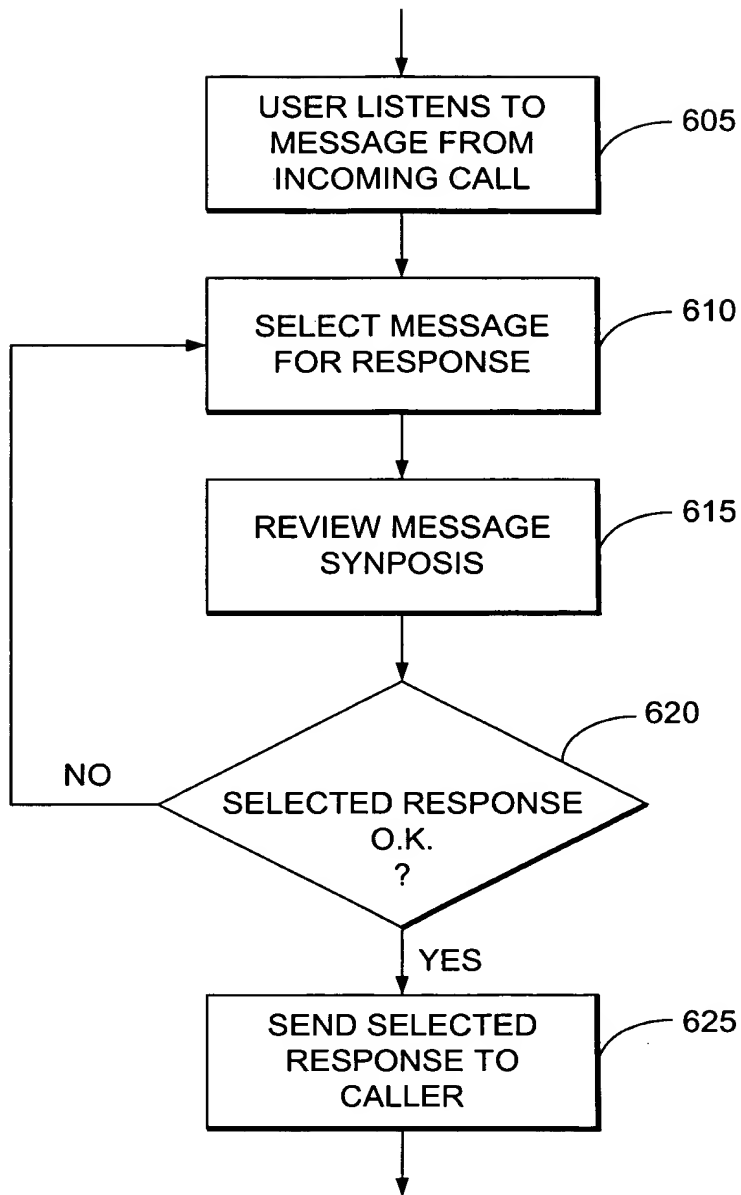 USER LISTENS TO
MESSAGE FROM
INCOMING CALL
605
SELECT MESSAGE
FOR RESPONSE
610
REVIEW MESSAGE
SYNPOSIS
615
620
NO
SELECTED RESPONSE
O.K.
?
YES
SEND SELECTED
RESPONSE TO
CALLER
625